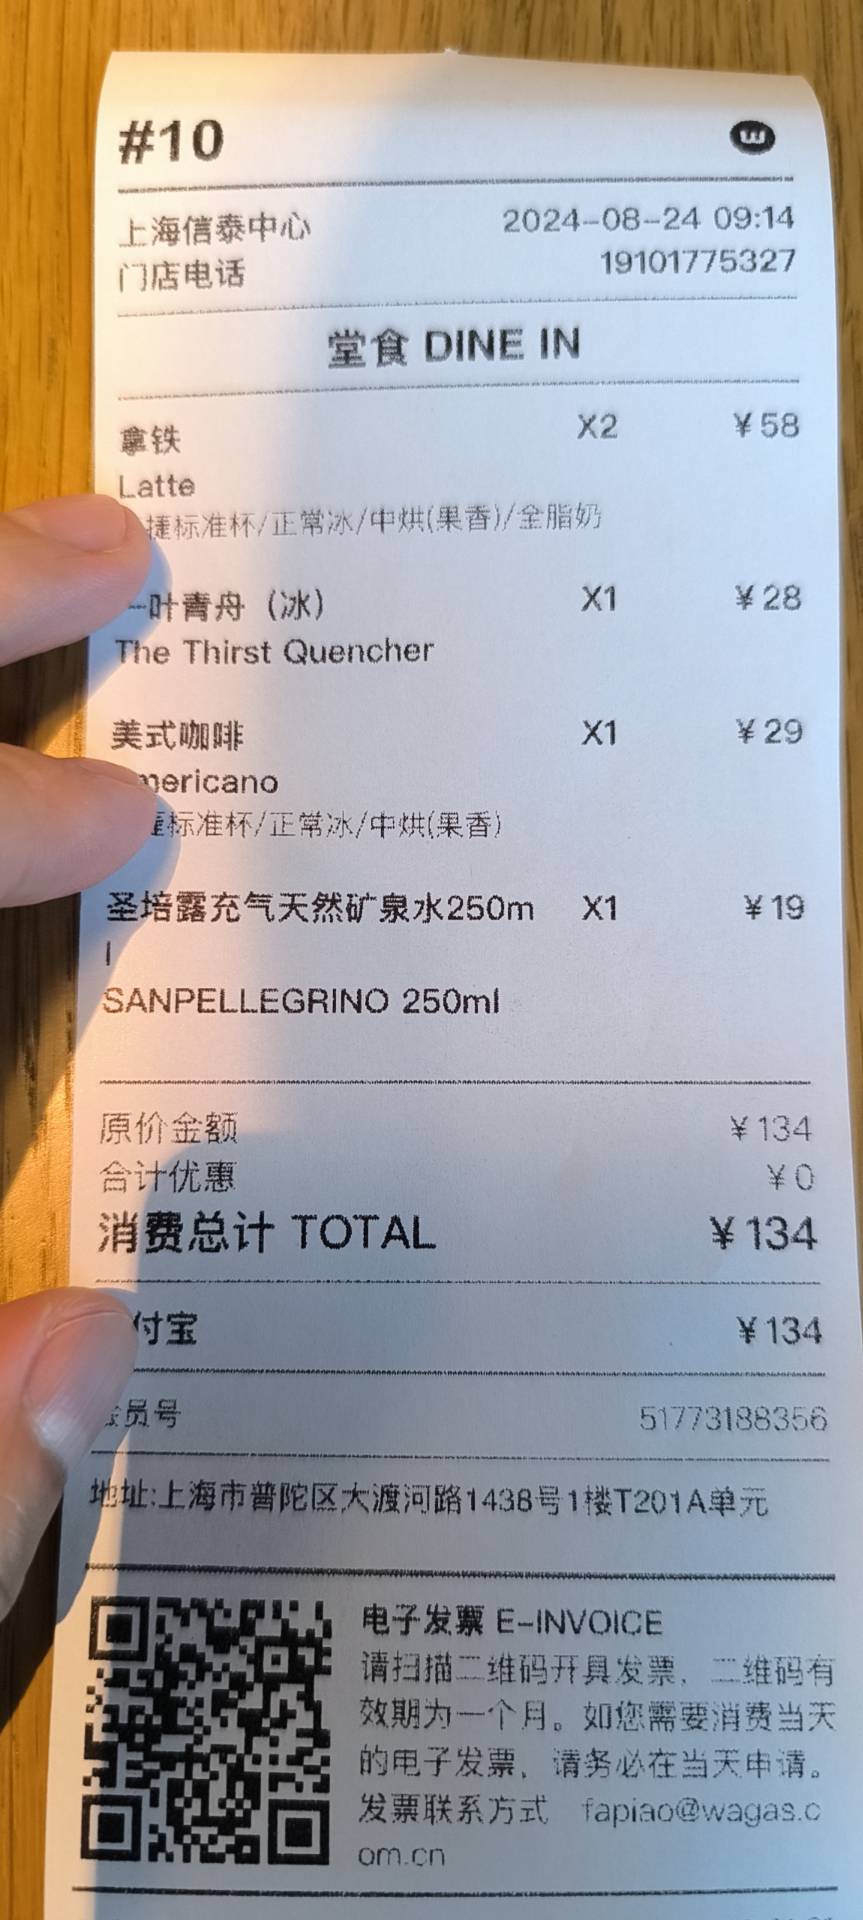 #10
W
上海信泰中心 2024-08-24 09:14
门店电话 19101775327
堂食 DINE IN
拿铁 X2 ¥58
Latte
捷标准杯/正常冰/中烘(果香)/全脂奶
一叶青舟（冰） X1 ¥28
The Thirst Quencher
美式咖啡 X1 ¥29
mericano
标准杯/正常冰/中烘(果香)
圣培露充气天然矿泉水250m X1 ¥19
l
SANPELLEGRINO 250ml
原价金额 ¥134
合计优惠 ¥0
消费总计 TOTAL ¥134
付宝 ¥134
员号 51773188356
地址:上海市普陀区大渡河路1438号1楼T201A单元
电子发票 E-INVOICE
请扫描二维码开具发票，二维码有
效期为一个月。如您需要消费当天
的电子发票，请务必在当天申请。
发票联系方式 fapiao@wagas.c
om.cn